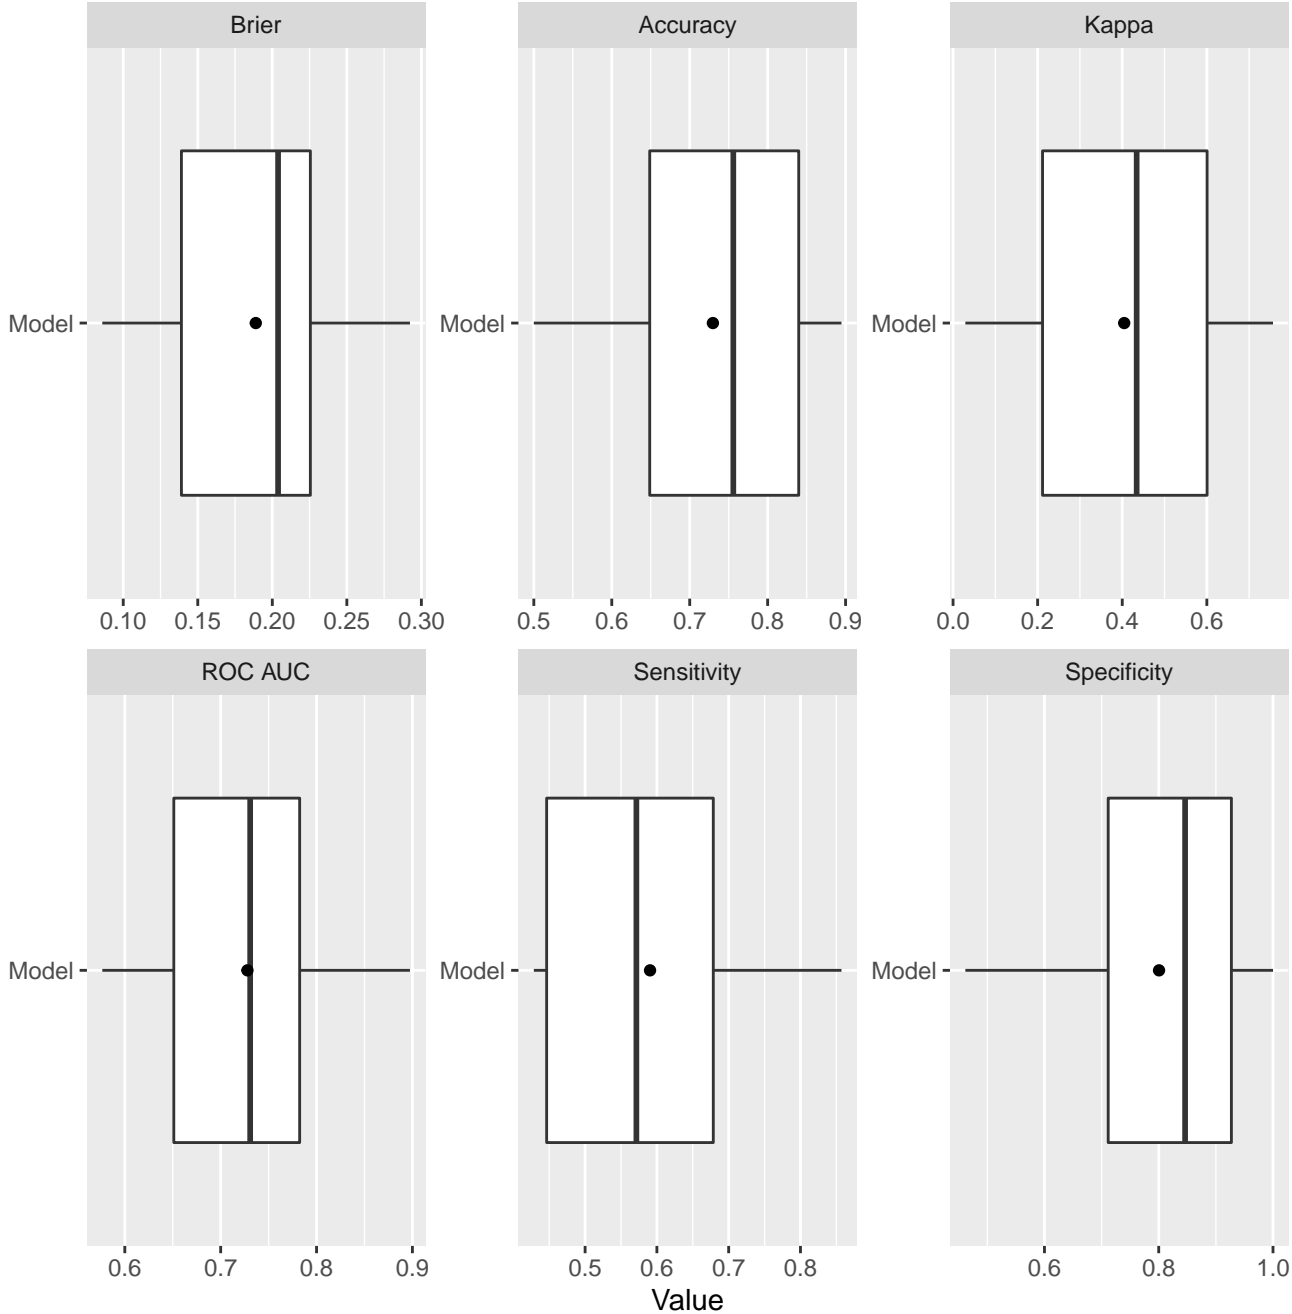 Brier Accuracy Kappa
Model Model Model
0.10 0.15 0.20 0.25 0.30 0.5 0.6 0.7 0.8 0.9 0.0 0.2 0.4 0.6
ROC AUC Sensitivity Specificity
Model Model Model
0.6 0.7 0.8 0.9 0.5 0.6 0.7 0.8 0.6 0.8 1.0
Value